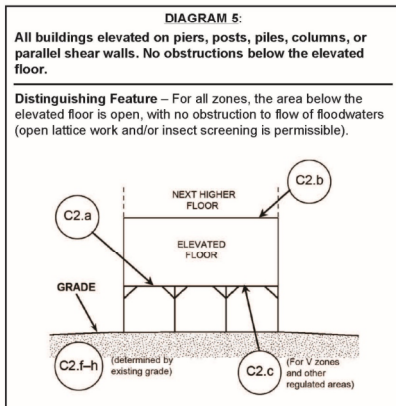 DIAGRAM 5:
All buildings elevated on piers, posts, piles, columns, or
parallel shear walls. No obstructions below the elevated
floor.
Distinguishing Feature – For all zones, the area below the
elevated floor is open, with no obstruction to flow of floodwaters
(open lattice work and/or insect screening is permissible).
C2.b
NEXT HIGHER
FLOOR
C2.a
ELEVATED
FLOOR
GRADE
C2.f–h
(determined by
existing grade)
C2.c
(For V zones
and other
regulated areas)